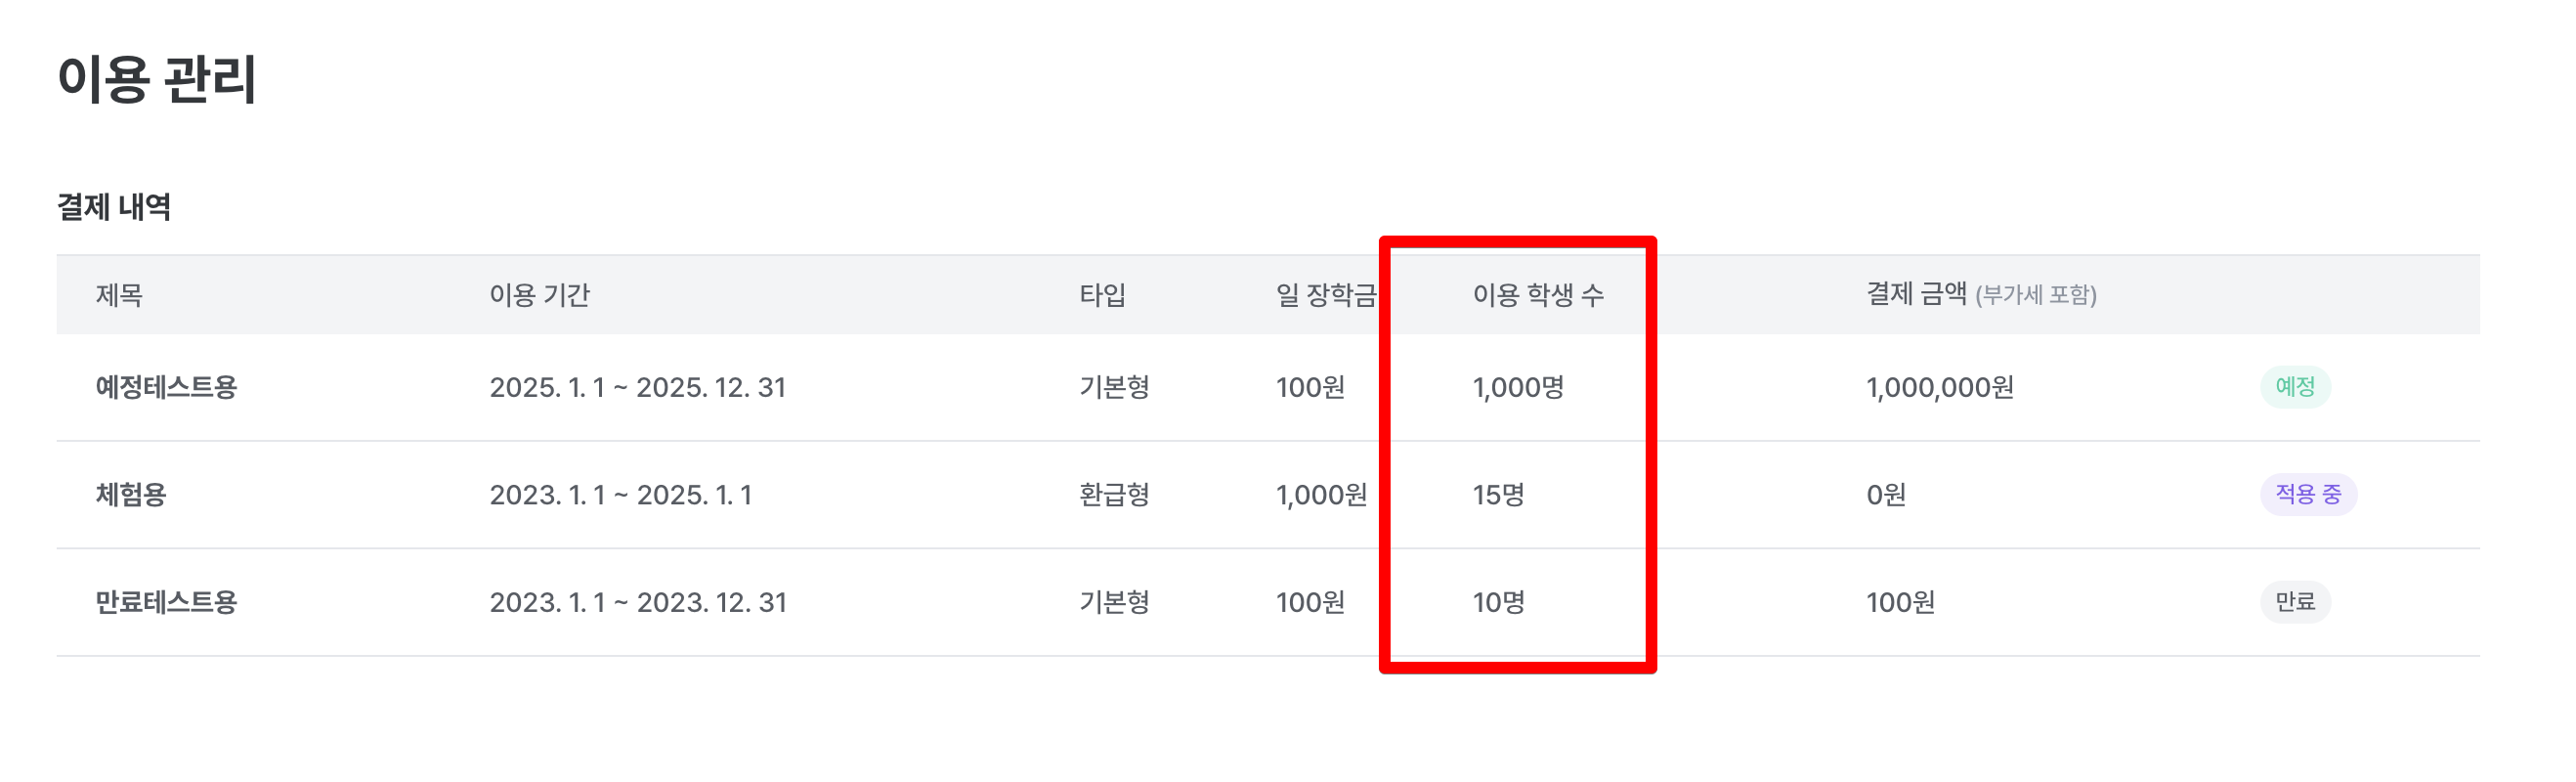 이용 관리
결제 내역
제목 이용 기간 타입 일 장학금 이용 학생 수 결제 금액 (부가세 포함)
예정테스트용 2025. 1. 1 ~ 2025. 12. 31 기본형 100원 1,000명 1,000,000원 예정
체험용 2023. 1. 1 ~ 2025. 1. 1 환급형 1,000원 15명 0원 적용 중
만료테스트용 2023. 1. 1 ~ 2023. 12. 31 기본형 100원 10명 100원 만료